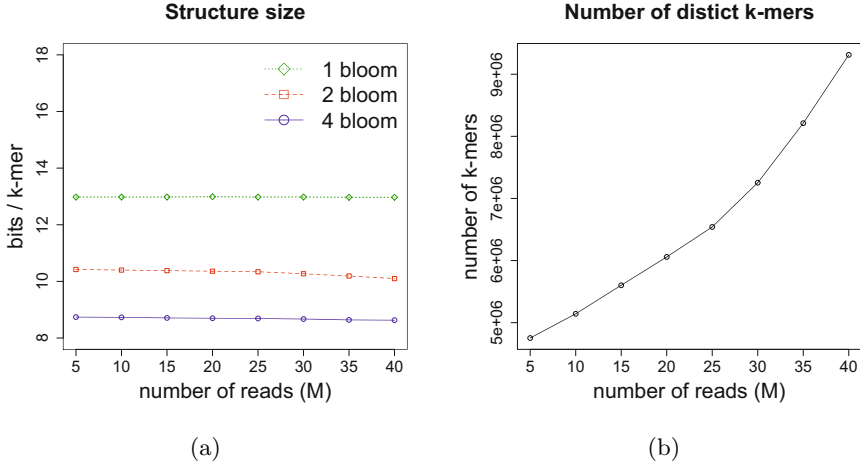 Structure size
18
16
14
12
10
8
bits / k-mer
1 bloom
2 bloom
4 bloom
5 10 15 20 25 30 35 40
number of reads (M)
(a)
Number of distict k-mers
9e+06
8e+06
7e+06
6e+06
5e+06
number of k-mers
5 10 15 20 25 30 35 40
number of reads (M)
(b)